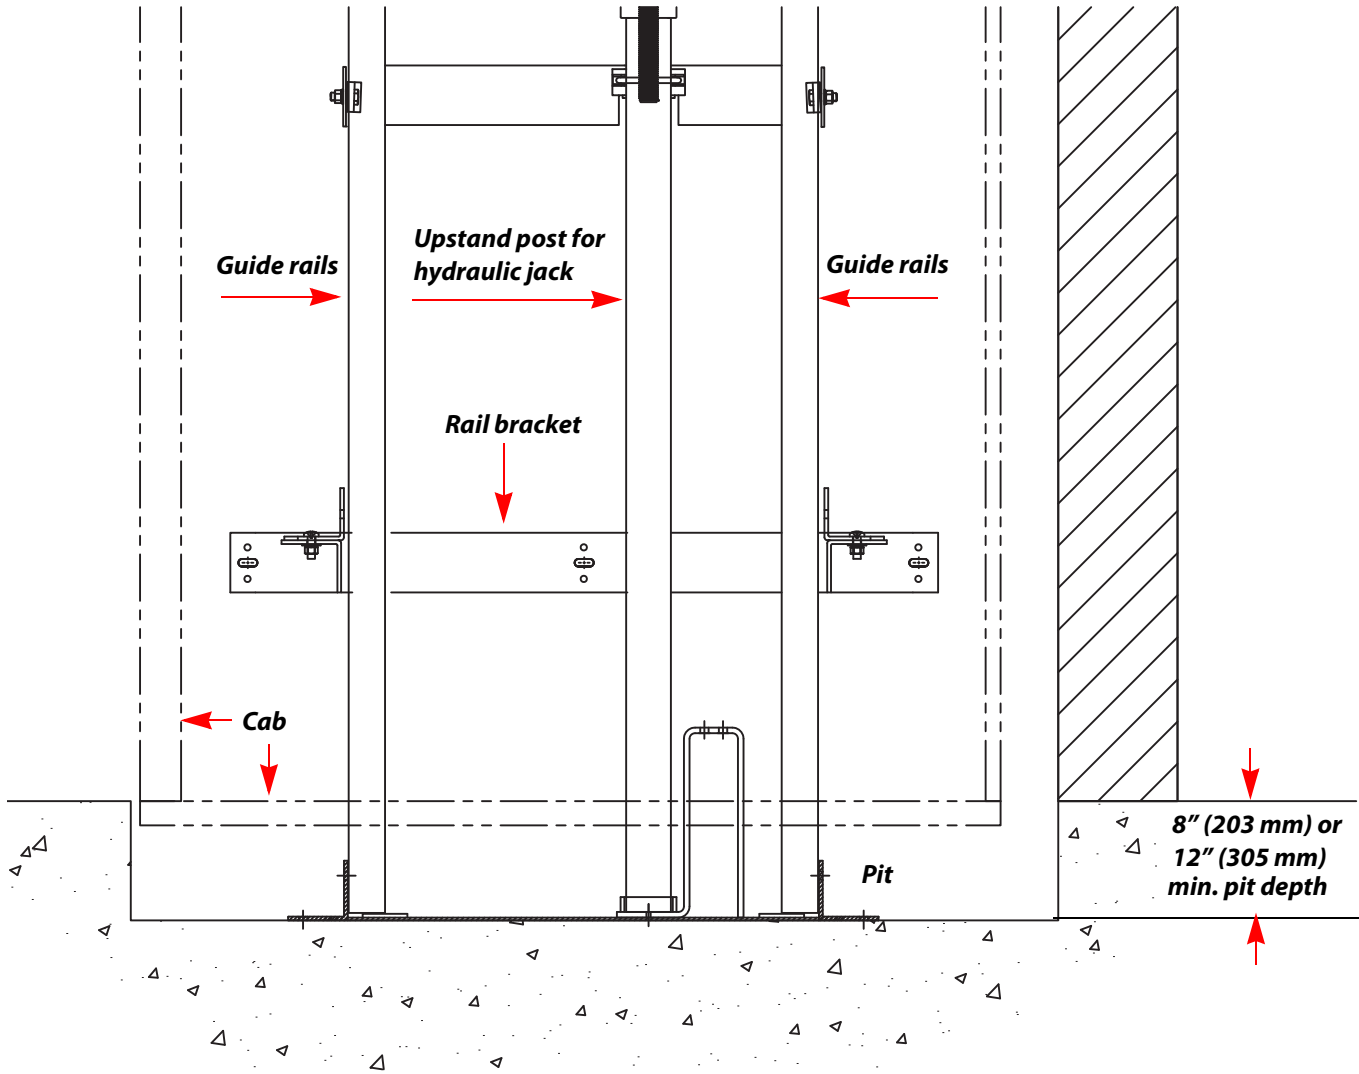 Upstand post for
hydraulic jack
Guide rails
Guide rails
Rail bracket
Cab
8” (203 mm) or
12” (305 mm)
min. pit depth
Pit